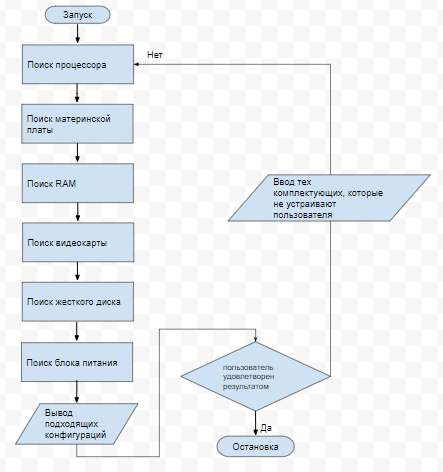 Запуск
Нет
Поиск процессора
Поиск материнской
платы
Поиск RAM
Ввод тех
комплектующих, которые
не устраивают
пользователя
Поиск видеокарты
Поиск жесткого диска
Поиск блока питания
пользователь
удовлетворен
результатом
Вывод
подходящих
конфигураций
Да
Остановка